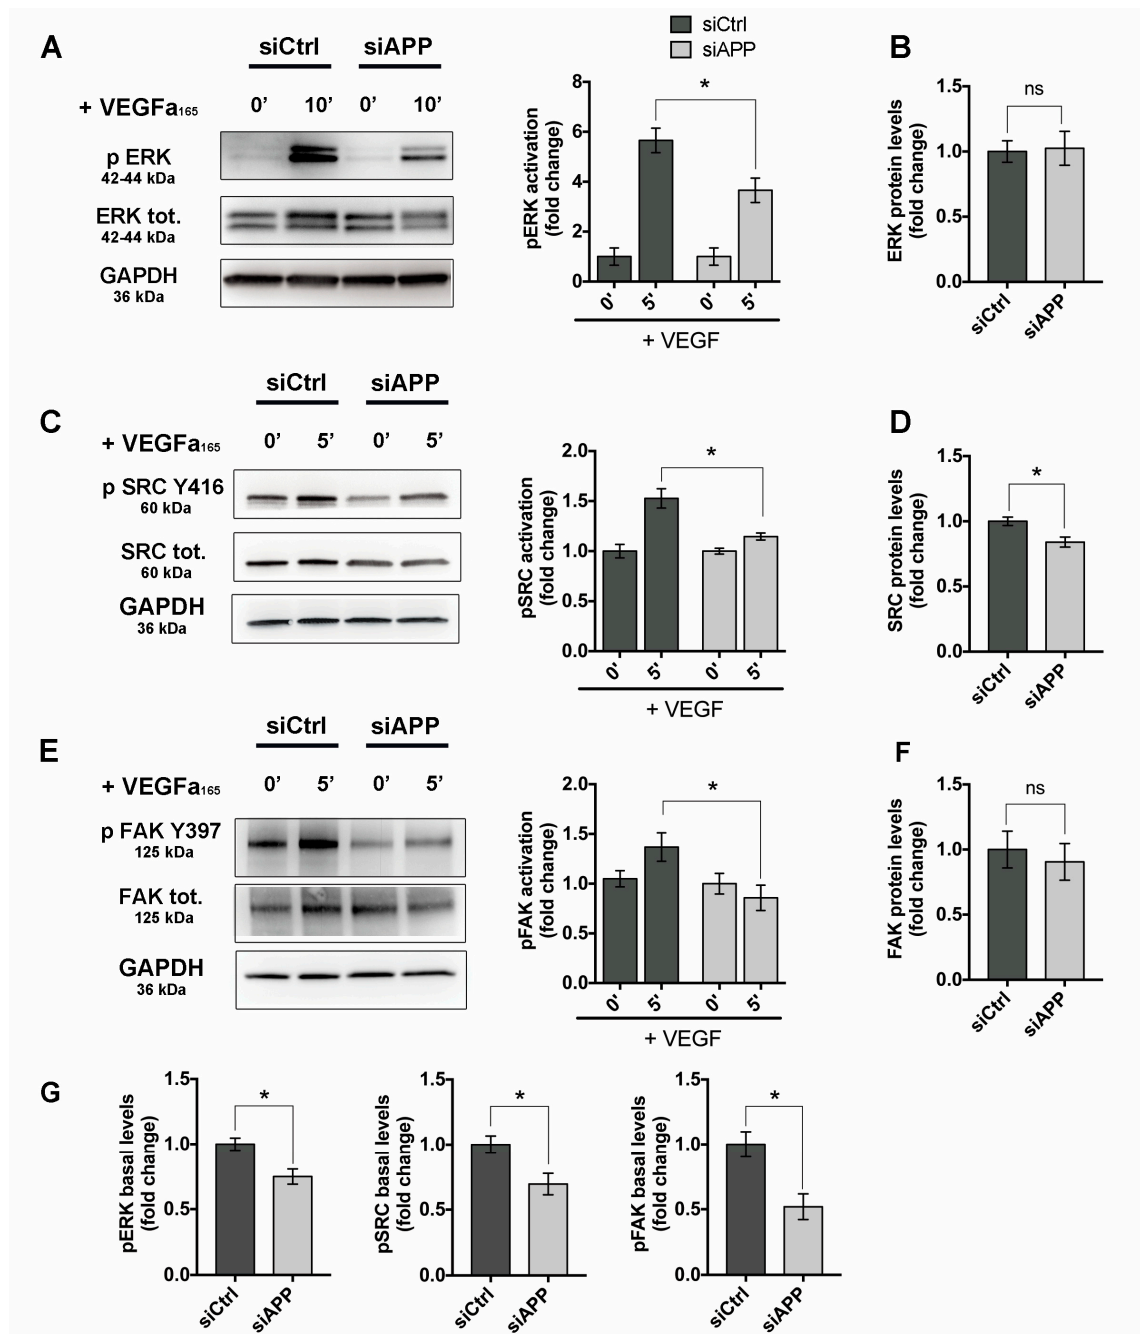 siCtrl
siAPP
A
siCtrl siAPP
+ VEGFa165 0’ 10’ 0’ 10’
p ERK
42-44 kDa
ERK tot.
42-44 kDa
GAPDH
36 kDa
pERK activation
(fold change)
8
6
4
2
0
*
0' 5' 0' 5'
+ VEGF
B
ERK protein levels
(fold change)
1.5
1.0
0.5
0.0
ns
siCtrl siAPP
C
siCtrl siAPP
+ VEGFa165 0’ 5’ 0’ 5’
p SRC Y416
60 kDa
SRC tot.
60 kDa
GAPDH
36 kDa
pSRC activation
(fold change)
2.0
1.5
1.0
0.5
0.0
*
0' 5' 0' 5'
+ VEGF
D
SRC protein levels
(fold change)
1.5
1.0
0.5
0.0
*
siCtrl siAPP
E
siCtrl siAPP
+ VEGFa165 0’ 5’ 0’ 5’
p FAK Y397
125 kDa
FAK tot.
125 kDa
GAPDH
36 kDa
pFAK activation
(fold change)
2.0
1.5
1.0
0.5
0.0
*
0' 5' 0' 5'
+ VEGF
F
FAK protein levels
(fold change)
1.5
1.0
0.5
0.0
ns
siCtrl siAPP
G
pERK basal levels
(fold change)
1.5
1.0
0.5
0.0
*
siCtrl siAPP
pSRC basal levels
(fold change)
1.5
1.0
0.5
0.0
*
siCtrl siAPP
pFAK basal levels
(fold change)
1.5
1.0
0.5
0.0
*
siCtrl siAPP